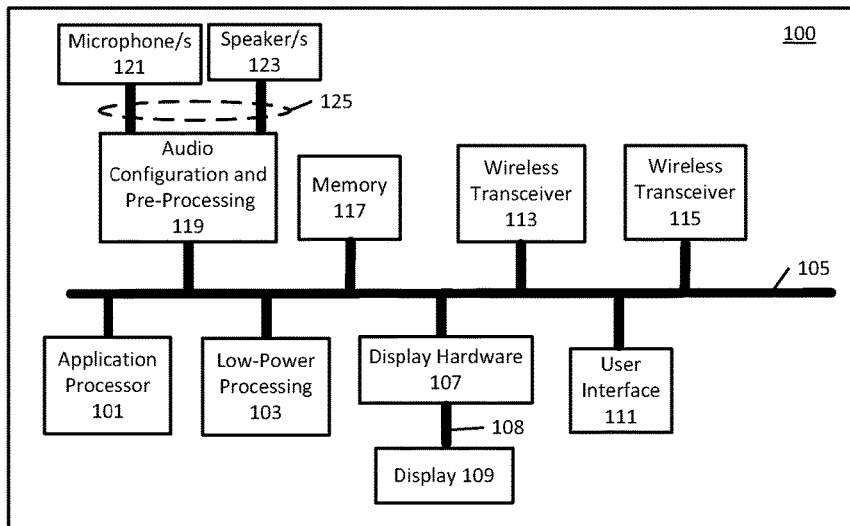 100
Microphone/s
121
Speaker/s
123
125
Audio
Configuration and
Pre-Processing
119
Memory
117
Wireless
Transceiver
113
Wireless
Transceiver
115
105
Application
Processor
101
Low-Power
Processing
103
Display Hardware
107
108
Display 109
User
Interface
111